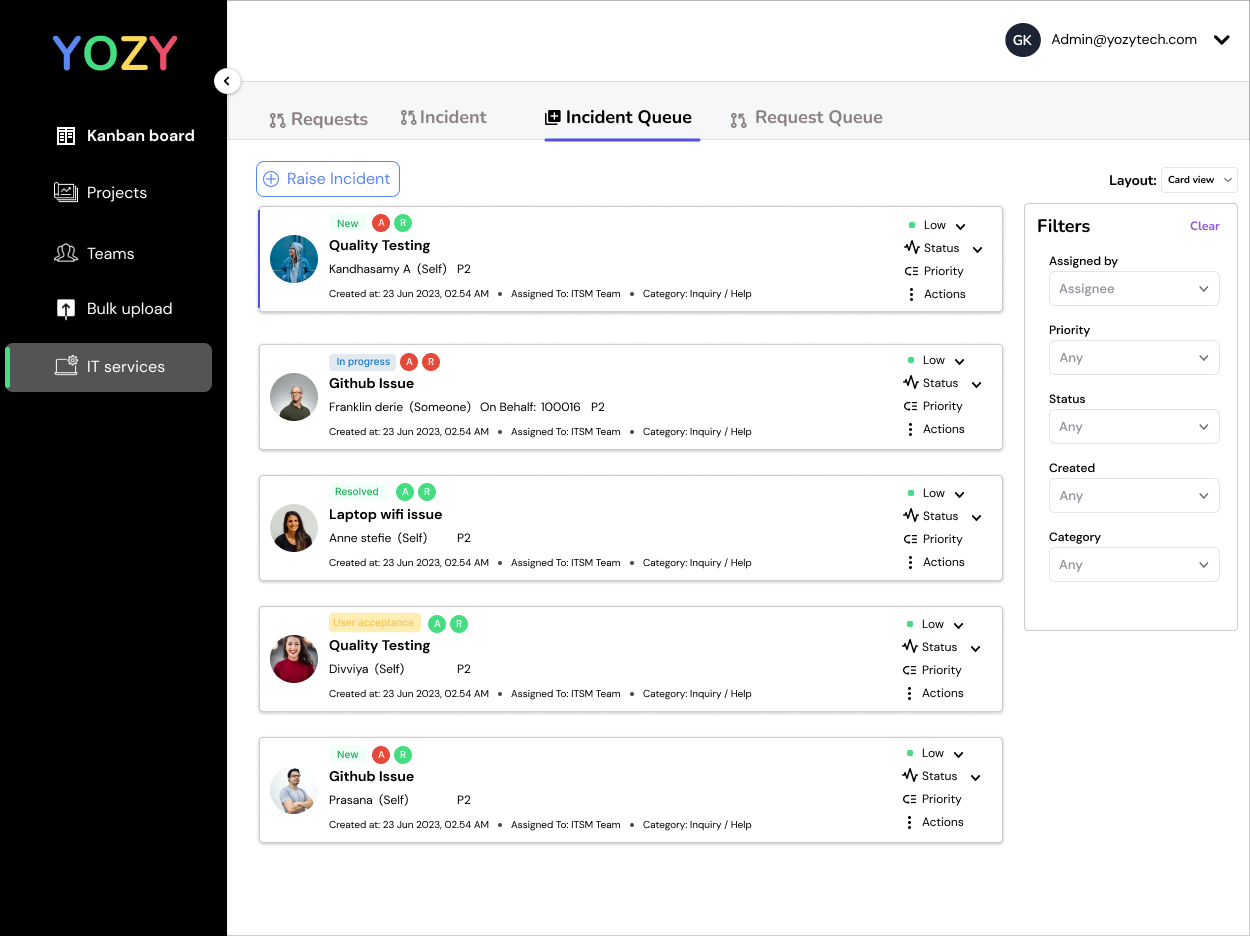 YOZY
GK Admin@yozytech.com
Kanban board
Projects
Teams
Bulk upload
IT services
Requests Incident Incident Queue Request Queue
Raise Incident
Layout: Card view
New A R
Quality Testing
Kandhasamy A (Self) P2
Created at: 23 Jun 2023, 02.54 AM • Assigned To: ITSM Team • Category: Inquiry / Help
Low
Status
Priority
Actions
In progress A R
Github Issue
Franklin derie (Someone) On Behalf: 100016 P2
Created at: 23 Jun 2023, 02.54 AM • Assigned To: ITSM Team • Category: Inquiry / Help
Low
Status
Priority
Actions
Resolved A R
Laptop wifi issue
Anne stefie (Self) P2
Created at: 23 Jun 2023, 02.54 AM • Assigned To: ITSM Team • Category: Inquiry / Help
Low
Status
Priority
Actions
User acceptance A R
Quality Testing
Divviya (Self) P2
Created at: 23 Jun 2023, 02.54 AM • Assigned To: ITSM Team • Category: Inquiry / Help
Low
Status
Priority
Actions
New A R
Github Issue
Prasana (Self) P2
Created at: 23 Jun 2023, 02.54 AM • Assigned To: ITSM Team • Category: Inquiry / Help
Low
Status
Priority
Actions
Filters Clear
Assigned by
Assignee
Priority
Any
Status
Any
Created
Any
Category
Any